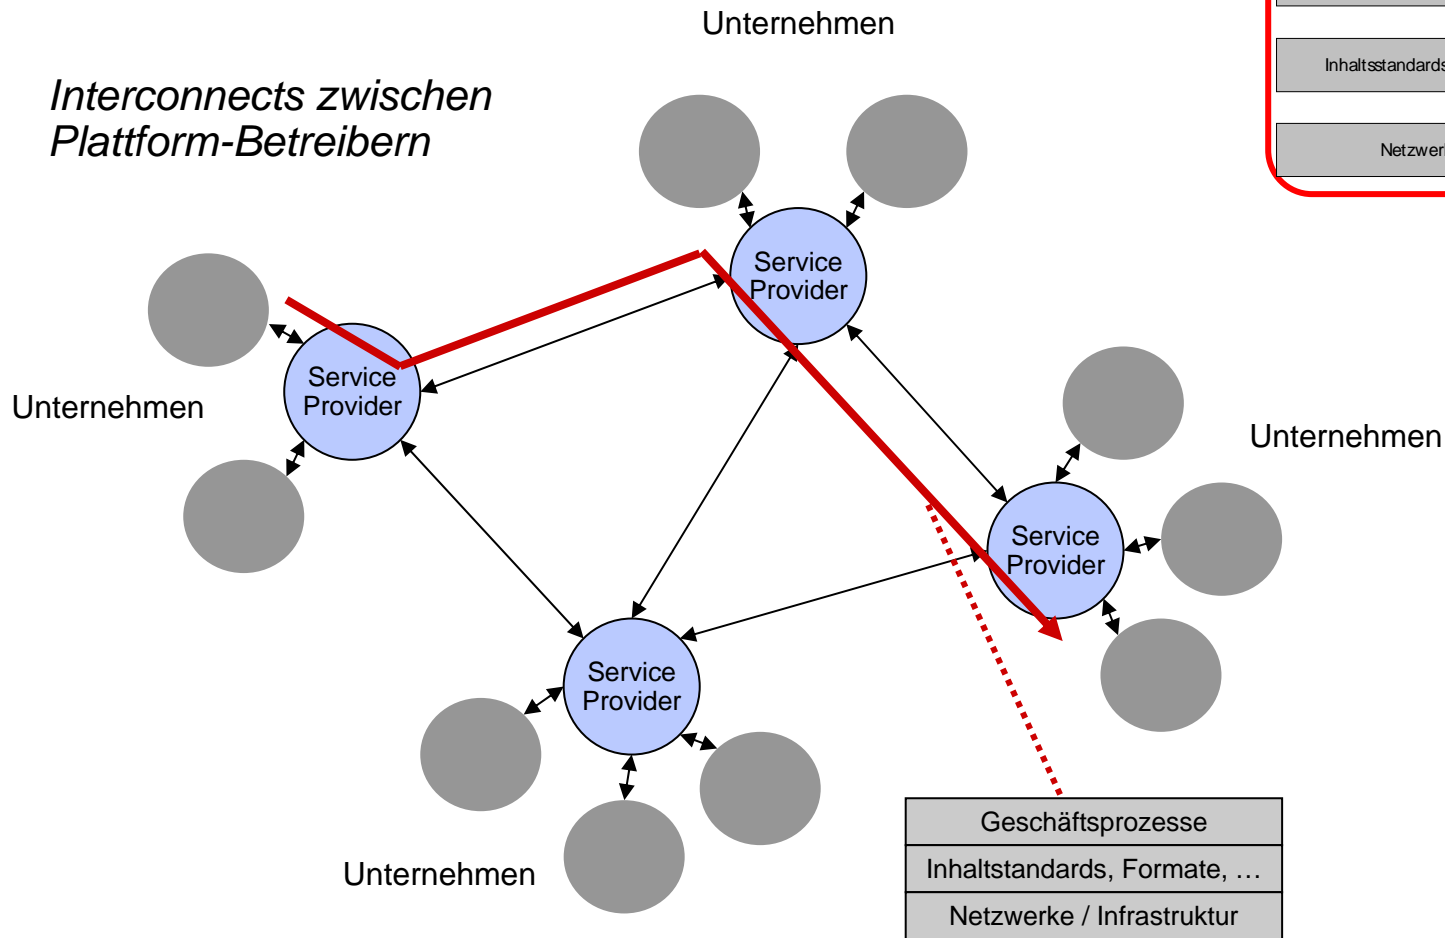 Unternehmen
Interconnects zwischen
Plattform-Betreibern
Inhaltsstandards
Service
Provider
Service
Provider
Unternehmen
Unternehmen
Service
Provider
Service
Provider
Unternehmen
Geschäftsprozesse
Inhaltstandards, Formate, …
Netzwerke / Infrastruktur